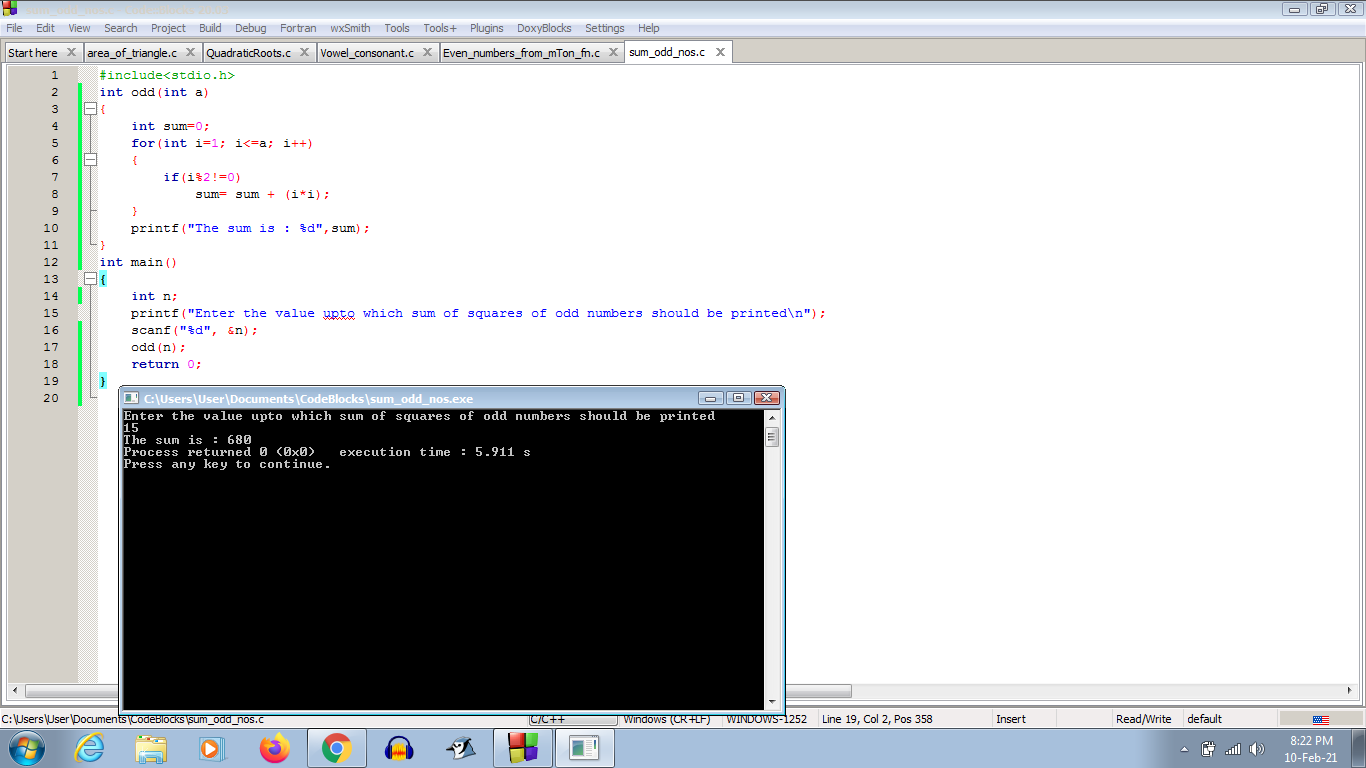 File Edit View Search Project Build Debug Fortran wxSmith Tools Tools+ Plugins DoxyBlocks Settings Help
Start here area_of_triangle.c QuadraticRoots.c Vowel_consonant.c Even_numbers_from_mTon_fn.c sum_odd_nos.c
1 #include<stdio.h>
2 int odd(int a)
3 {
4 int sum=0;
5 for(int i=1; i<=a; i++)
6 {
7 if(i%2!=0)
8 sum= sum + (i*i);
9 }
10 printf("The sum is : %d",sum);
11 }
12 int main()
13 {
14 int n;
15 printf("Enter the value upto which sum of squares of odd numbers should be printed\n");
16 scanf("%d", &n);
17 odd(n);
18 return 0;
19 }
20
C:\Users\User\Documents\CodeBlocks\sum_odd_nos.exe
Enter the value upto which sum of squares of odd numbers should be printed
15
The sum is : 680
Process returned 0 (0x0) execution time : 5.911 s
Press any key to continue.
C:\Users\User\Documents\CodeBlocks\sum_odd_nos.c C/C++ Windows (CR+LF) WINDOWS-1252 Line 19, Col 2, Pos 358 Insert Read/Write default
8:22 PM
10-Feb-21